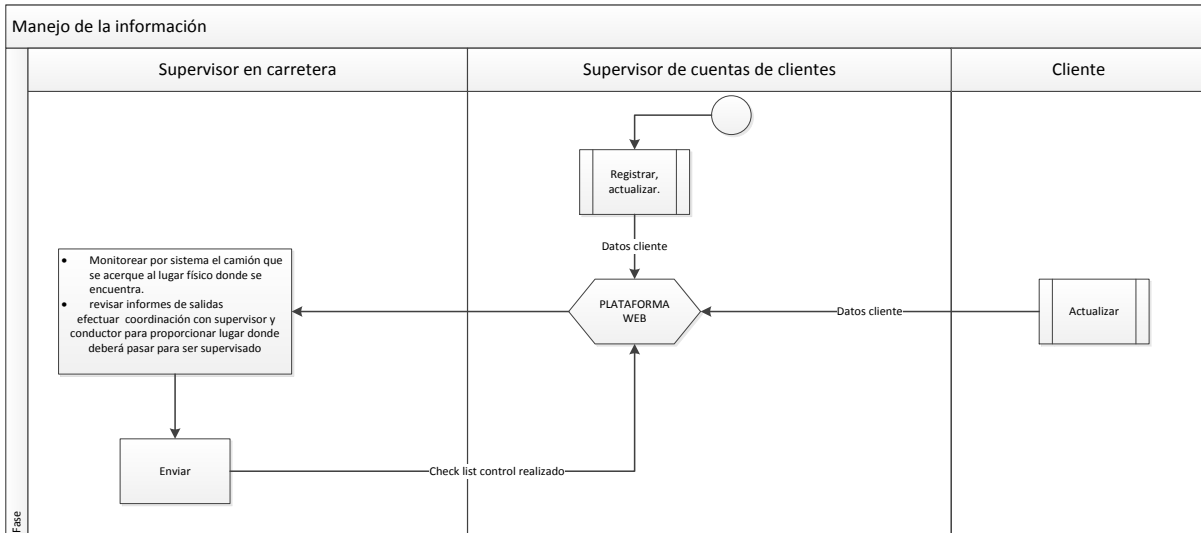 Manejo de la información
Supervisor en carretera
Supervisor de cuentas de clientes
Cliente
Registrar,
actualizar.
Datos cliente
• Monitorear por sistema el camión que
se acerque al lugar físico donde se
encuentra.
• revisar informes de salidas
efectuar coordinación con supervisor y
conductor para proporcionar lugar donde
deberá pasar para ser supervisado
PLATAFORMA
WEB
Datos cliente
Actualizar
Enviar
Check list control realizado
Fase